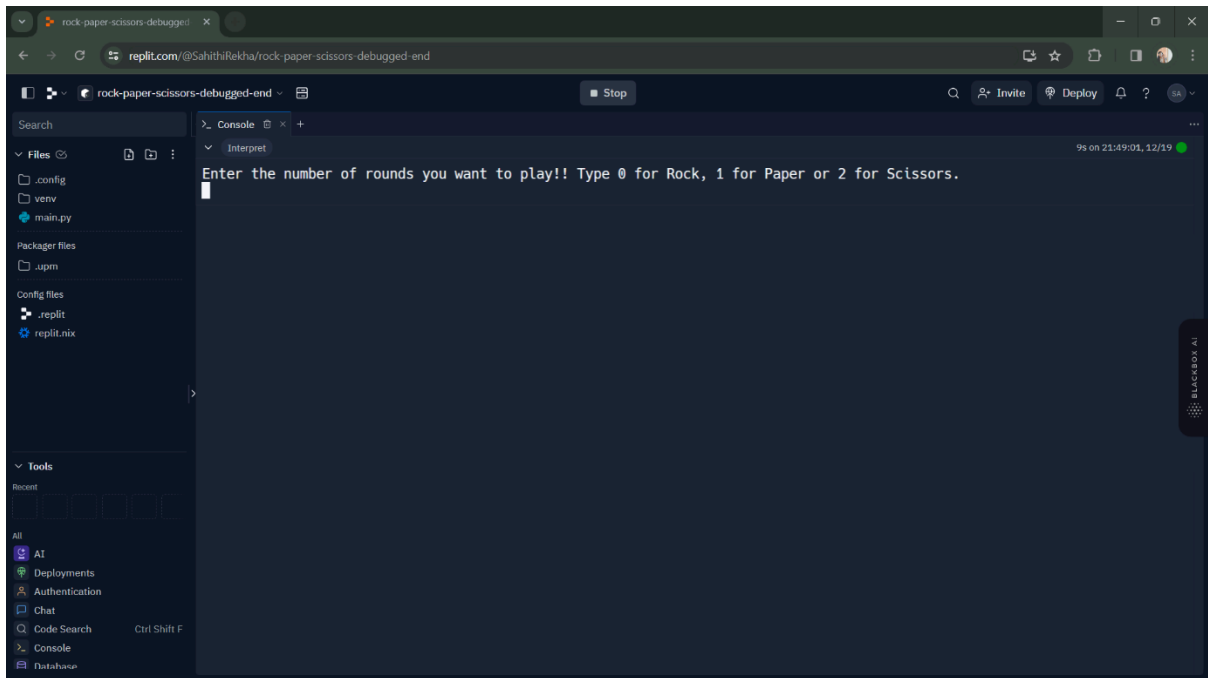 rock-paper-scissors-debugged
replit.com/@SahithiRekha/rock-paper-scissors-debugged-end
rock-paper-scissors-debugged-end
Stop
Invite
Deploy
?
SA
Search
Console
Files
Interpret
9s on 21:49:01, 12/19
Enter the number of rounds you want to play!! Type 0 for Rock, 1 for Paper or 2 for Scissors.
.config
venv
main.py
Packager files
.upm
Config files
.replit
replit.nix
BLACKBOX AI
Tools
Recent
All
AI
Deployments
Authentication
Chat
Code Search Ctrl Shift F
Console
Database